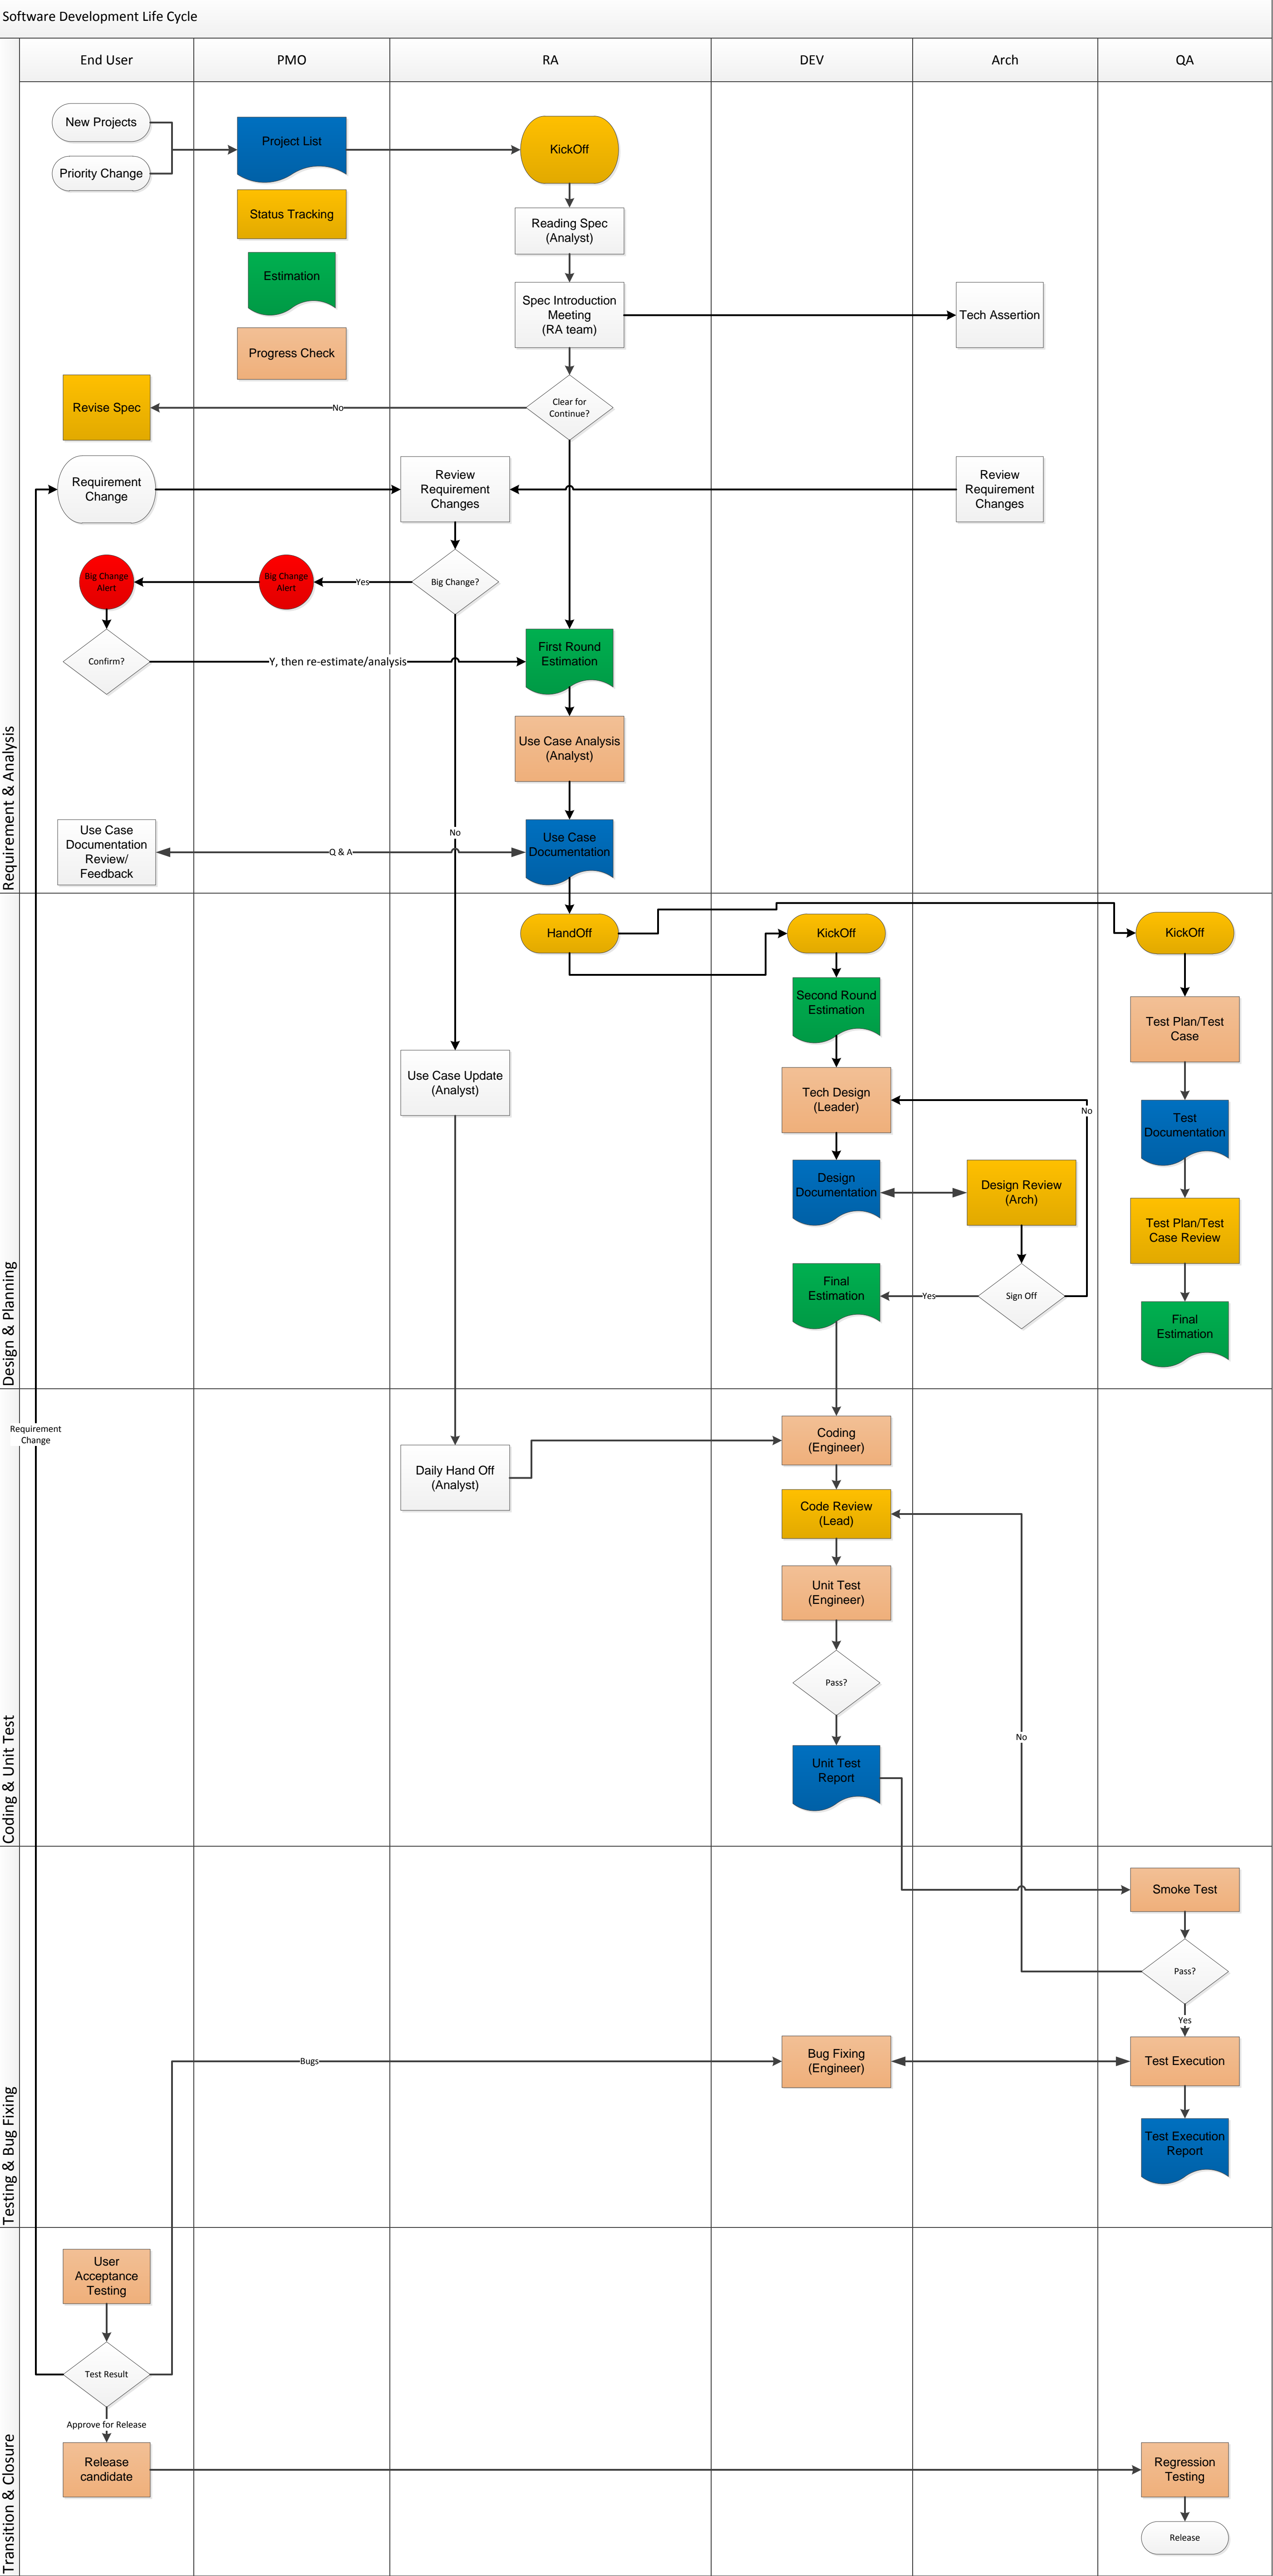 Software Development Life Cycle
End User
PMO
RA
DEV
Arch
QA
Requirement & Analysis
New Projects
Priority Change
Project List
KickOff
Status Tracking
Reading Spec
(Analyst)
Estimation
Spec Introduction
Meeting
(RA team)
Tech Assertion
Progress Check
Revise Spec
No
Clear for
Continue?
Requirement
Change
Review
Requirement
Changes
Review
Requirement
Changes
Big Change
Alert
Big Change
Alert
Yes
Big Change?
Confirm?
Y, then re-estimate/analysis
First Round
Estimation
Use Case Analysis
(Analyst)
No
Use Case
Documentation
Review/
Feedback
Q & A
Use Case
Documentation
Design & Planning
HandOff
KickOff
KickOff
Second Round
Estimation
Test Plan/Test
Case
Use Case Update
(Analyst)
Tech Design
(Leader)
No
Test
Documentation
Design
Documentation
Design Review
(Arch)
Test Plan/Test
Case Review
Final
Estimation
Yes
Sign Off
Final
Estimation
Coding & Unit Test
Requirement
Change
Daily Hand Off
(Analyst)
Coding
(Engineer)
Code Review
(Lead)
Unit Test
(Engineer)
Pass?
No
Unit Test
Report
Testing & Bug Fixing
Smoke Test
Pass?
Yes
Bugs
Bug Fixing
(Engineer)
Test Execution
Test Execution
Report
Transition & Closure
User
Acceptance
Testing
Test Result
Approve for Release
Release
candidate
Regression
Testing
Release